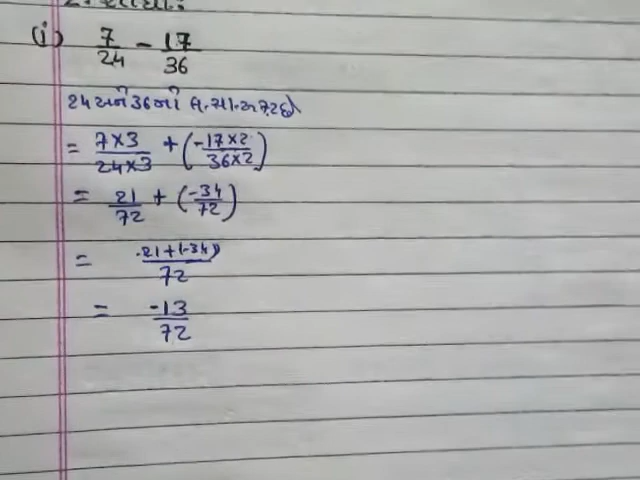 (i) 7/24 - 17/36
24 અને 36 નો લ.સા.અ 72 છે
= 7×3/24×3 + (-17×2/36×2)
= 21/72 + (-34/72)
= 21+(-34)/72
= -13/72